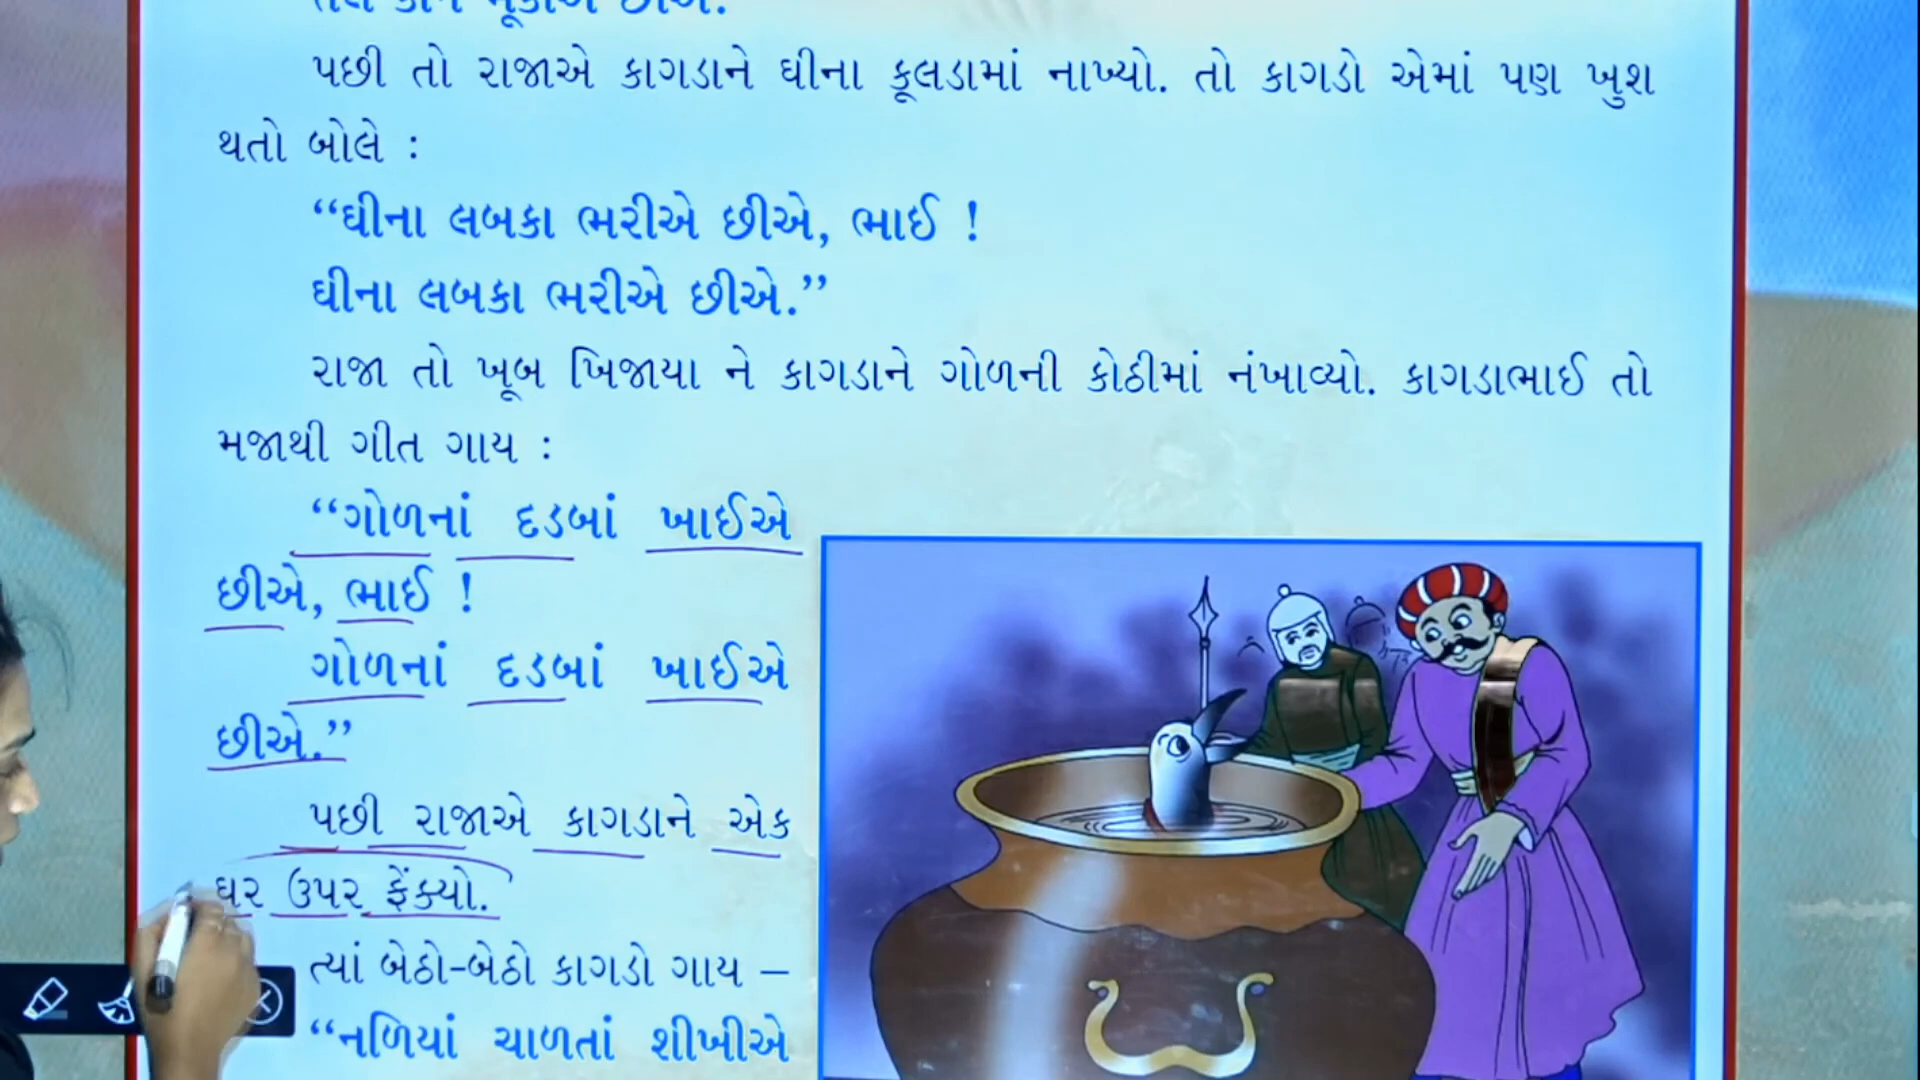 પછી તો રાજાએ કાગડાને ઘીના કૂલડામાં નાખ્યો. તો કાગડો એમાં પણ ખુશ
થતો બોલે :
“ઘીના લબકા ભરીએ છીએ, ભાઈ !
ઘીના લબકા ભરીએ છીએ.”
રાજા તો ખૂબ ખિજાયા ને કાગડાને ગોળની કોઠીમાં નંખાવ્યો. કાગડાભાઈ તો
મજાથી ગીત ગાય :
“ગોળનાં દડબાં ખાઈએ
છીએ, ભાઈ !
ગોળનાં દડબાં ખાઈએ
છીએ.”
પછી રાજાએ કાગડાને એક
ઘર ઉપર ફેંક્યો.
ત્યાં બેઠો-બેઠો કાગડો ગાય –
“નળિયાં ચાળતાં શીખીએ